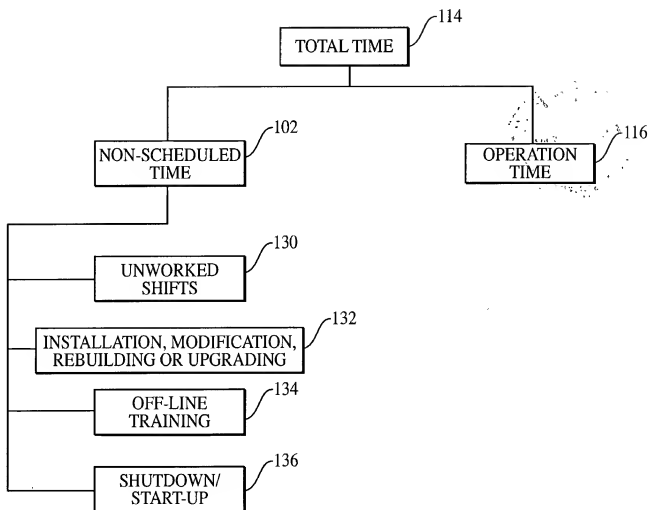 TOTAL TIME
114
NON-SCHEDULED
TIME
102
OPERATION
TIME
116
UNWORKED
SHIFTS
130
INSTALLATION, MODIFICATION,
REBUILDING OR UPGRADING
132
OFF-LINE
TRAINING
134
SHUTDOWN/
START-UP
136